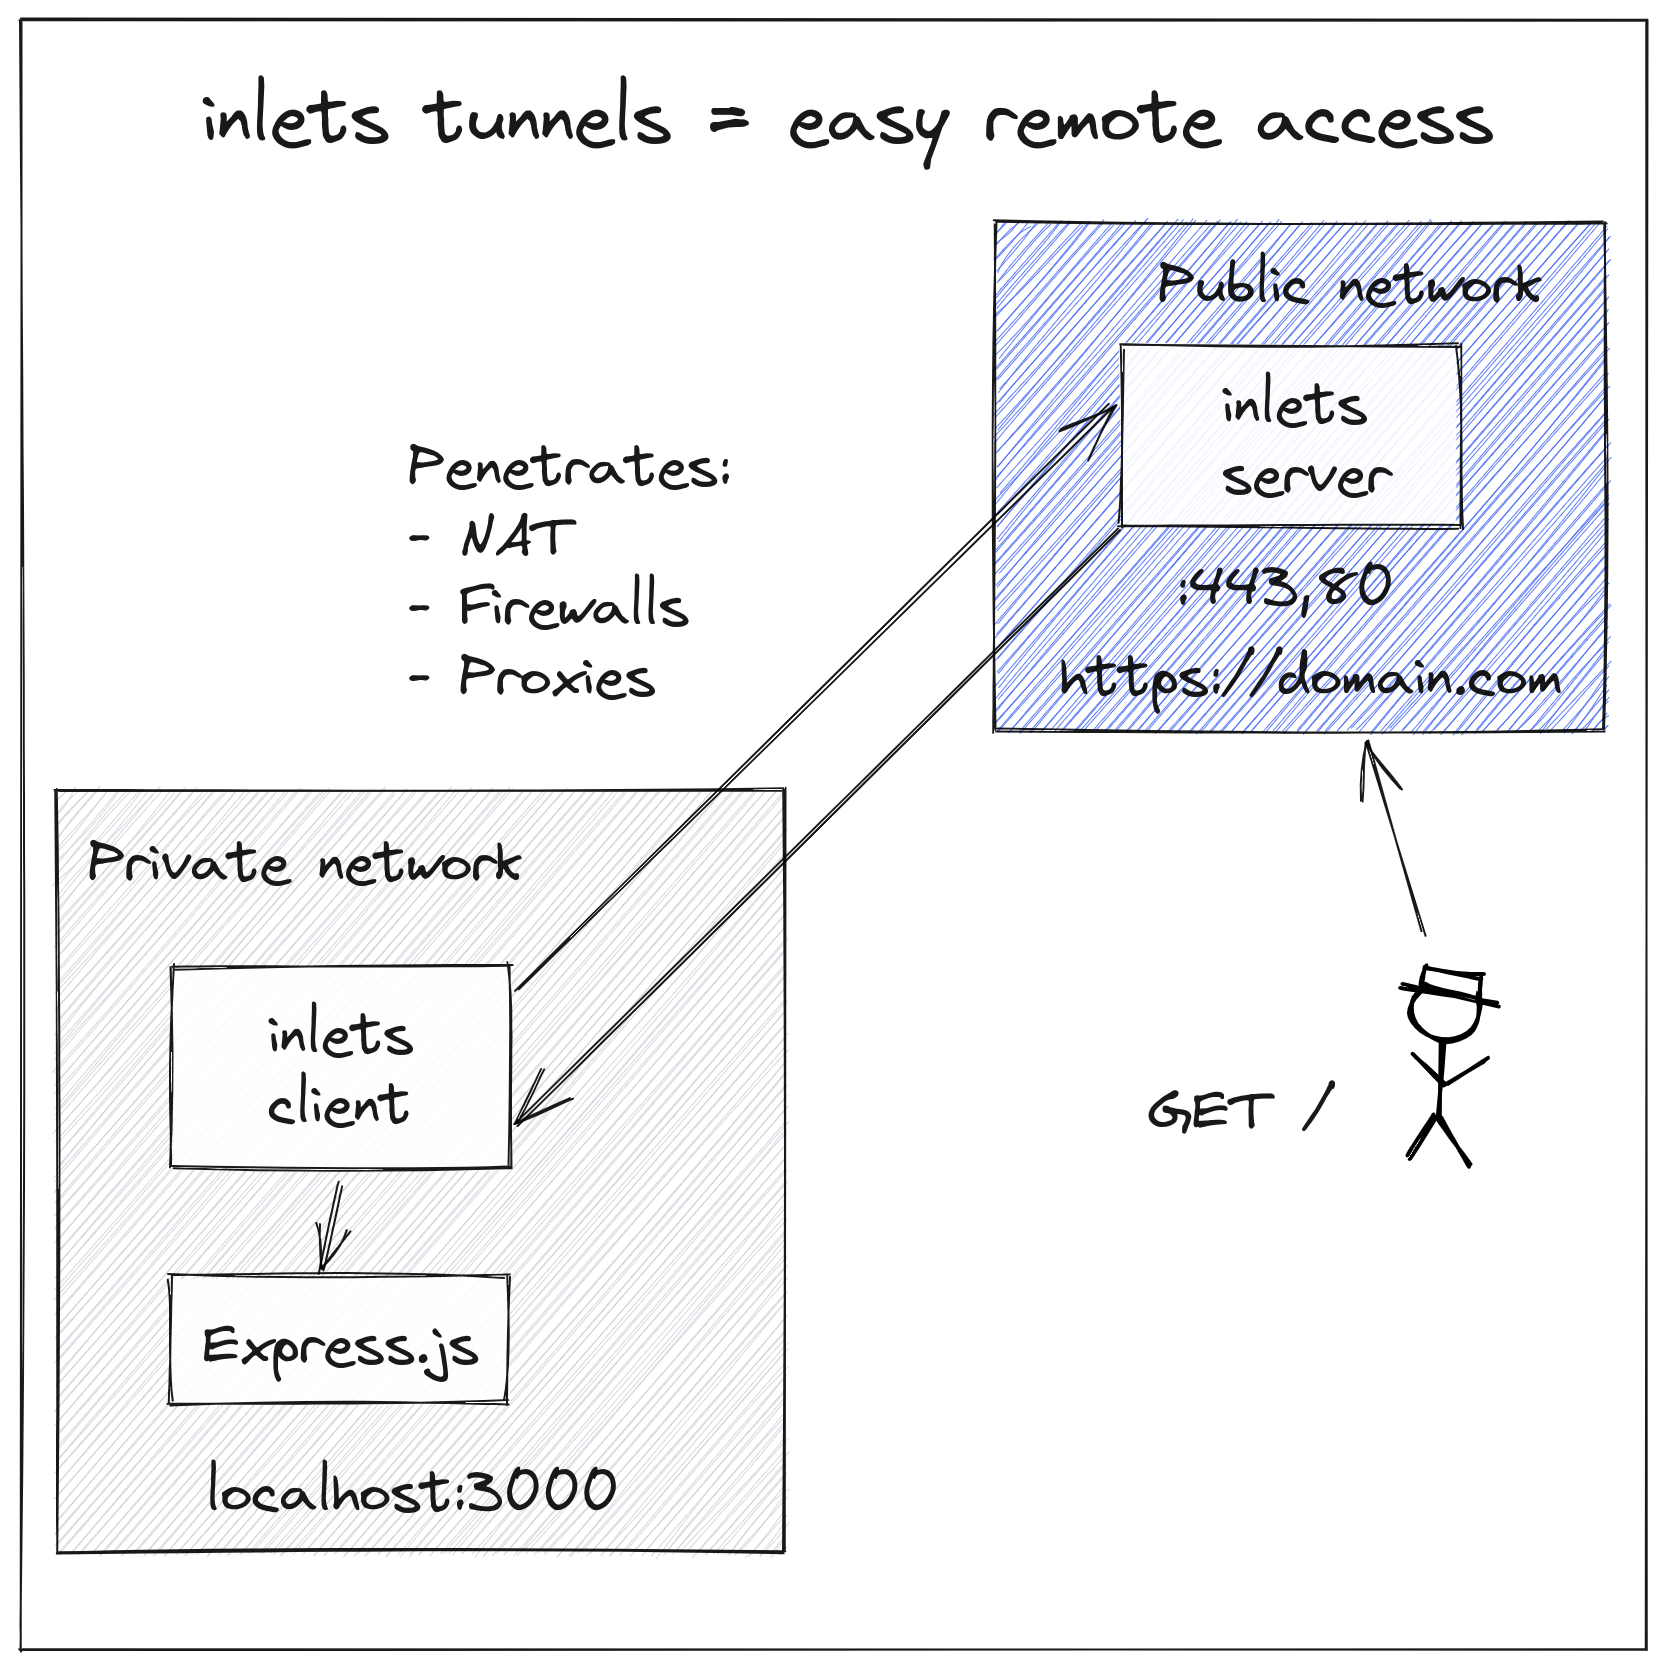 inlets tunnels = easy remote access
Public network
inlets
server
:443,80
https://domain.com
Penetrates:
- NAT
- Firewalls
- Proxies
Private network
inlets
client
Express.js
localhost:3000
GET /